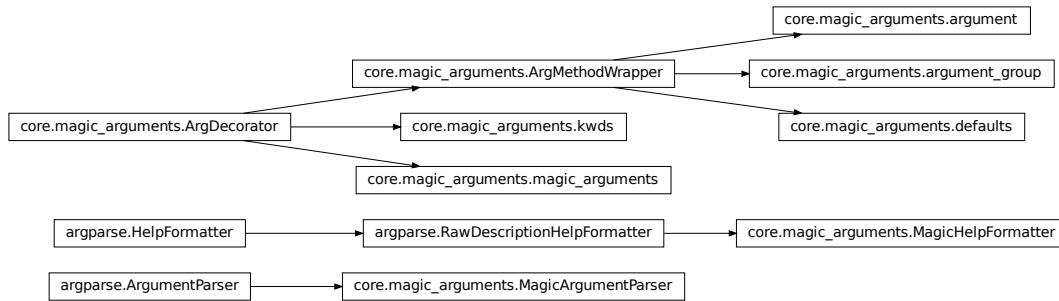 core.magic_arguments.argument
core.magic_arguments.ArgMethodWrapper
core.magic_arguments.argument_group
core.magic_arguments.ArgDecorator
core.magic_arguments.kwds
core.magic_arguments.defaults
core.magic_arguments.magic_arguments
argparse.HelpFormatter
argparse.RawDescriptionHelpFormatter
core.magic_arguments.MagicHelpFormatter
argparse.ArgumentParser
core.magic_arguments.MagicArgumentParser